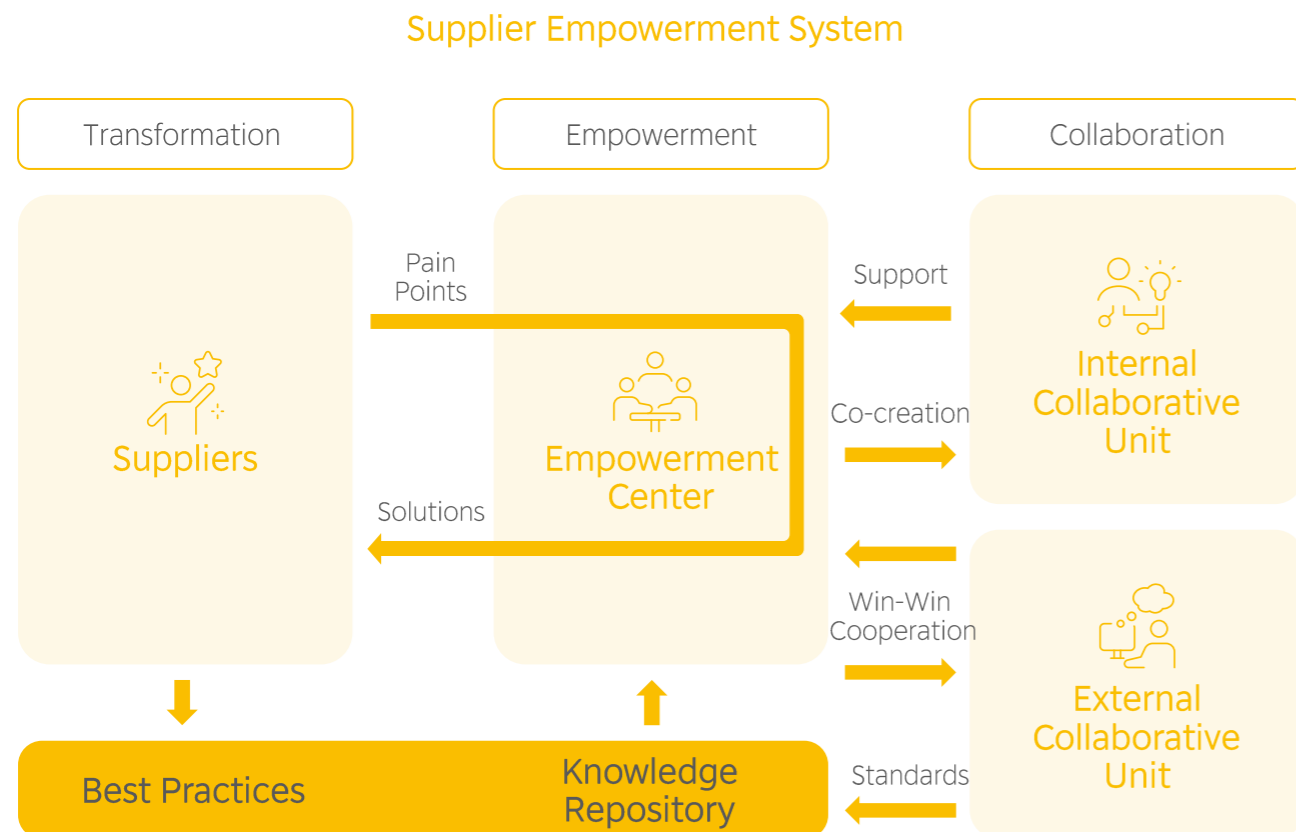 Supplier Empowerment System
Transformation
Empowerment
Collaboration
Pain
Points
Support
Suppliers
Empowerment
Center
Internal
Collaborative
Unit
Co-creation
Solutions
Win-Win
Cooperation
External
Collaborative
Unit
Best Practices
Knowledge
Repository
Standards